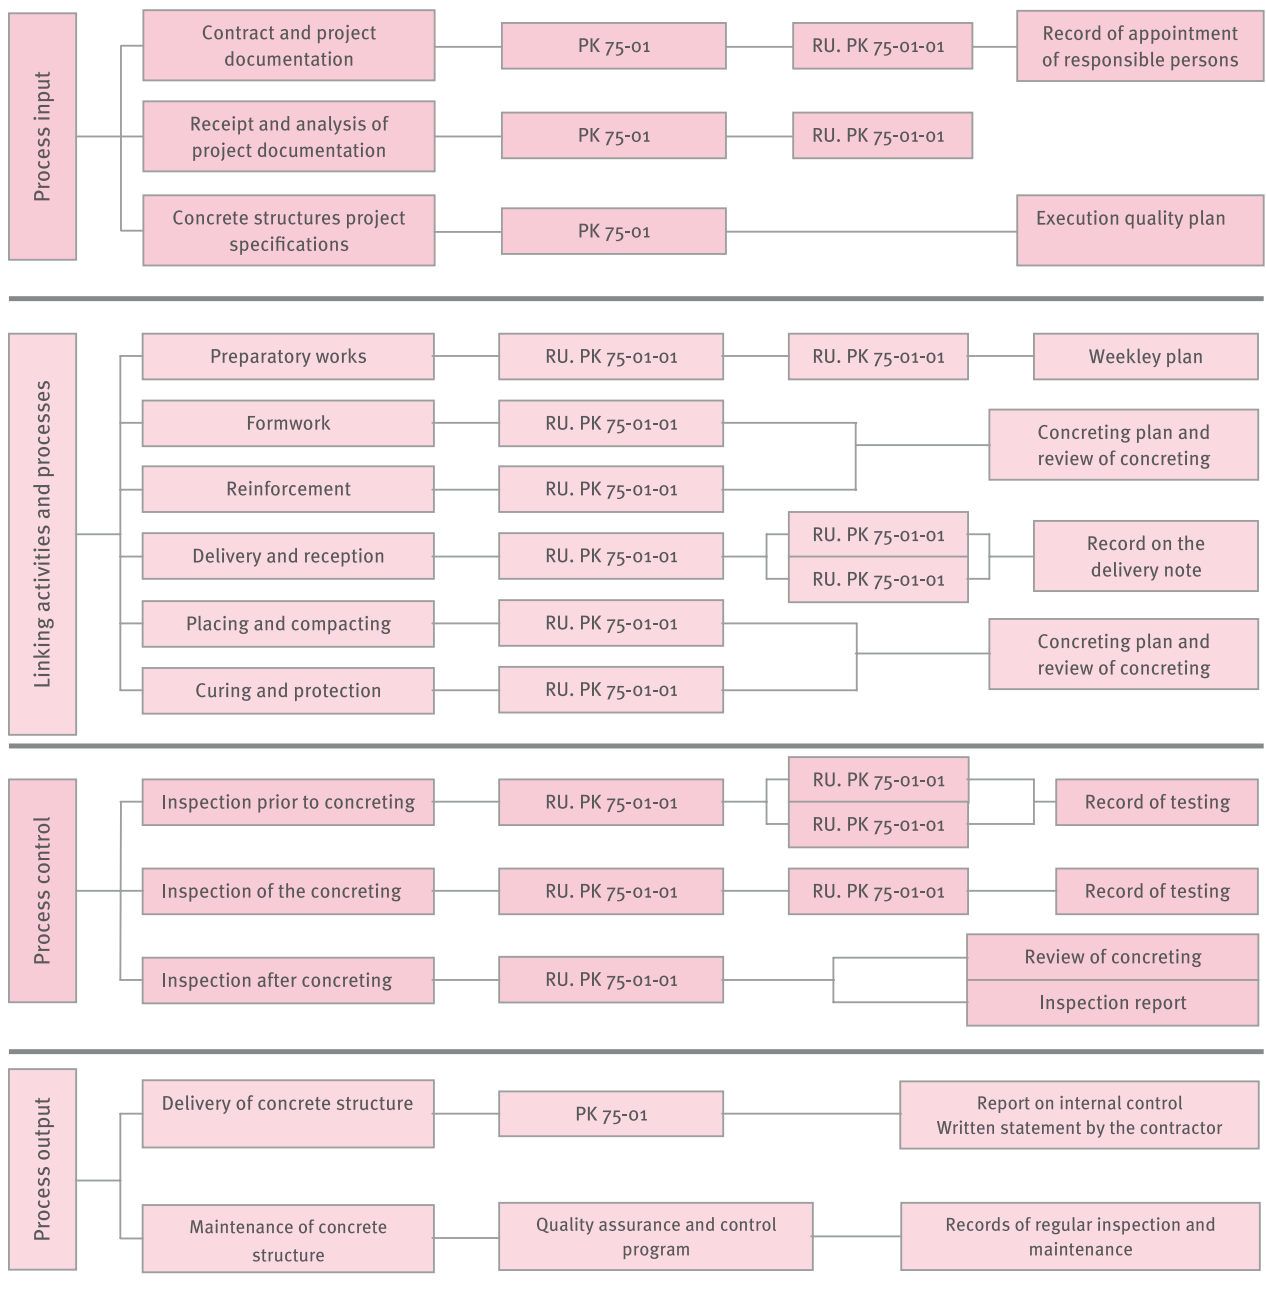 Process input
Contract and project
documentation
PK 75-01
RU. PK 75-01-01
Record of appointment
of responsible persons
Receipt and analysis of
project documentation
PK 75-01
RU. PK 75-01-01
Concrete structures project
specifications
PK 75-01
Execution quality plan
Linking activities and processes
Preparatory works
RU. PK 75-01-01
RU. PK 75-01-01
Weekley plan
Formwork
RU. PK 75-01-01
Concreting plan and
review of concreting
Reinforcement
RU. PK 75-01-01
Delivery and reception
RU. PK 75-01-01
RU. PK 75-01-01
RU. PK 75-01-01
Record on the
delivery note
Placing and compacting
RU. PK 75-01-01
Concreting plan and
review of concreting
Curing and protection
RU. PK 75-01-01
Process control
Inspection prior to concreting
RU. PK 75-01-01
RU. PK 75-01-01
RU. PK 75-01-01
Record of testing
Inspection of the concreting
RU. PK 75-01-01
RU. PK 75-01-01
Record of testing
Inspection after concreting
RU. PK 75-01-01
Review of concreting
Inspection report
Process output
Delivery of concrete structure
PK 75-01
Report on internal control
Written statement by the contractor
Maintenance of concrete
structure
Quality assurance and control
program
Records of regular inspection and
maintenance